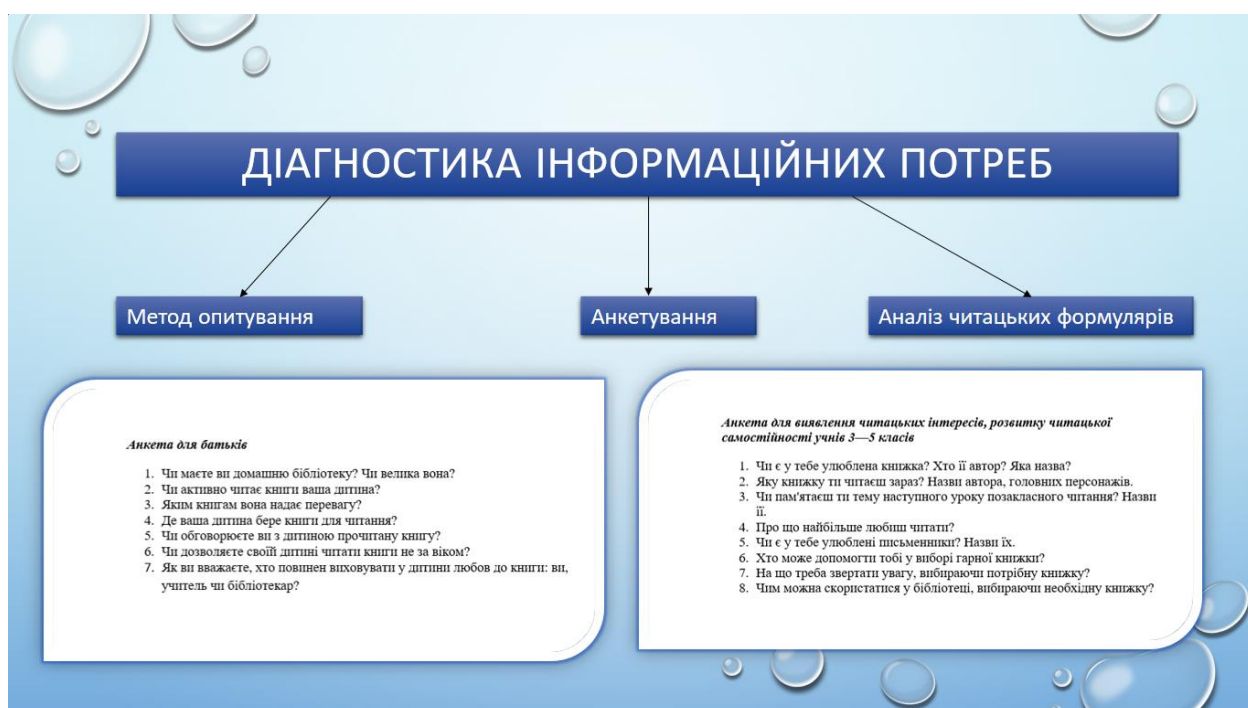 ДІАГНОСТИКА ІНФОРМАЦІЙНИХ ПОТРЕБ
Метод опитування
Анкетування
Аналіз читацьких формулярів
Анкета для батьків
1. Чи маєте ви домашню бібліотеку? Чи велика вона?
2. Чи активно читає книги ваша дитина?
3. Яким книгам вона надає перевагу?
4. Де ваша дитина бере книги для читання?
5. Чи обговорюєте ви з дитиною прочитану книгу?
6. Чи дозволяєте своїй дитині читати книги не за віком?
7. Як ви вважаєте, хто повинен виховувати у дитини любов до книги: ви,
учитель чи бібліотекар?
Анкета для виявлення читацьких інтересів, розвитку читацької
самостійності учнів 3—5 класів
1. Чи є у тебе улюблена книжка? Хто її автор? Яка назва?
2. Яку книжку ти читаєш зараз? Назви автора, головних персонажів.
3. Чи пам'ятаєш ти тему наступного уроку позакласного читання? Назви
її.
4. Про що найбільше любиш читати?
5. Чи є у тебе улюблені письменники? Назви їх.
6. Хто може допомогти тобі у виборі гарної книжки?
7. На що треба звертати увагу, вибираючи потрібну книжку?
8. Чим можна скористатися у бібліотеці, вибираючи необхідну книжку?